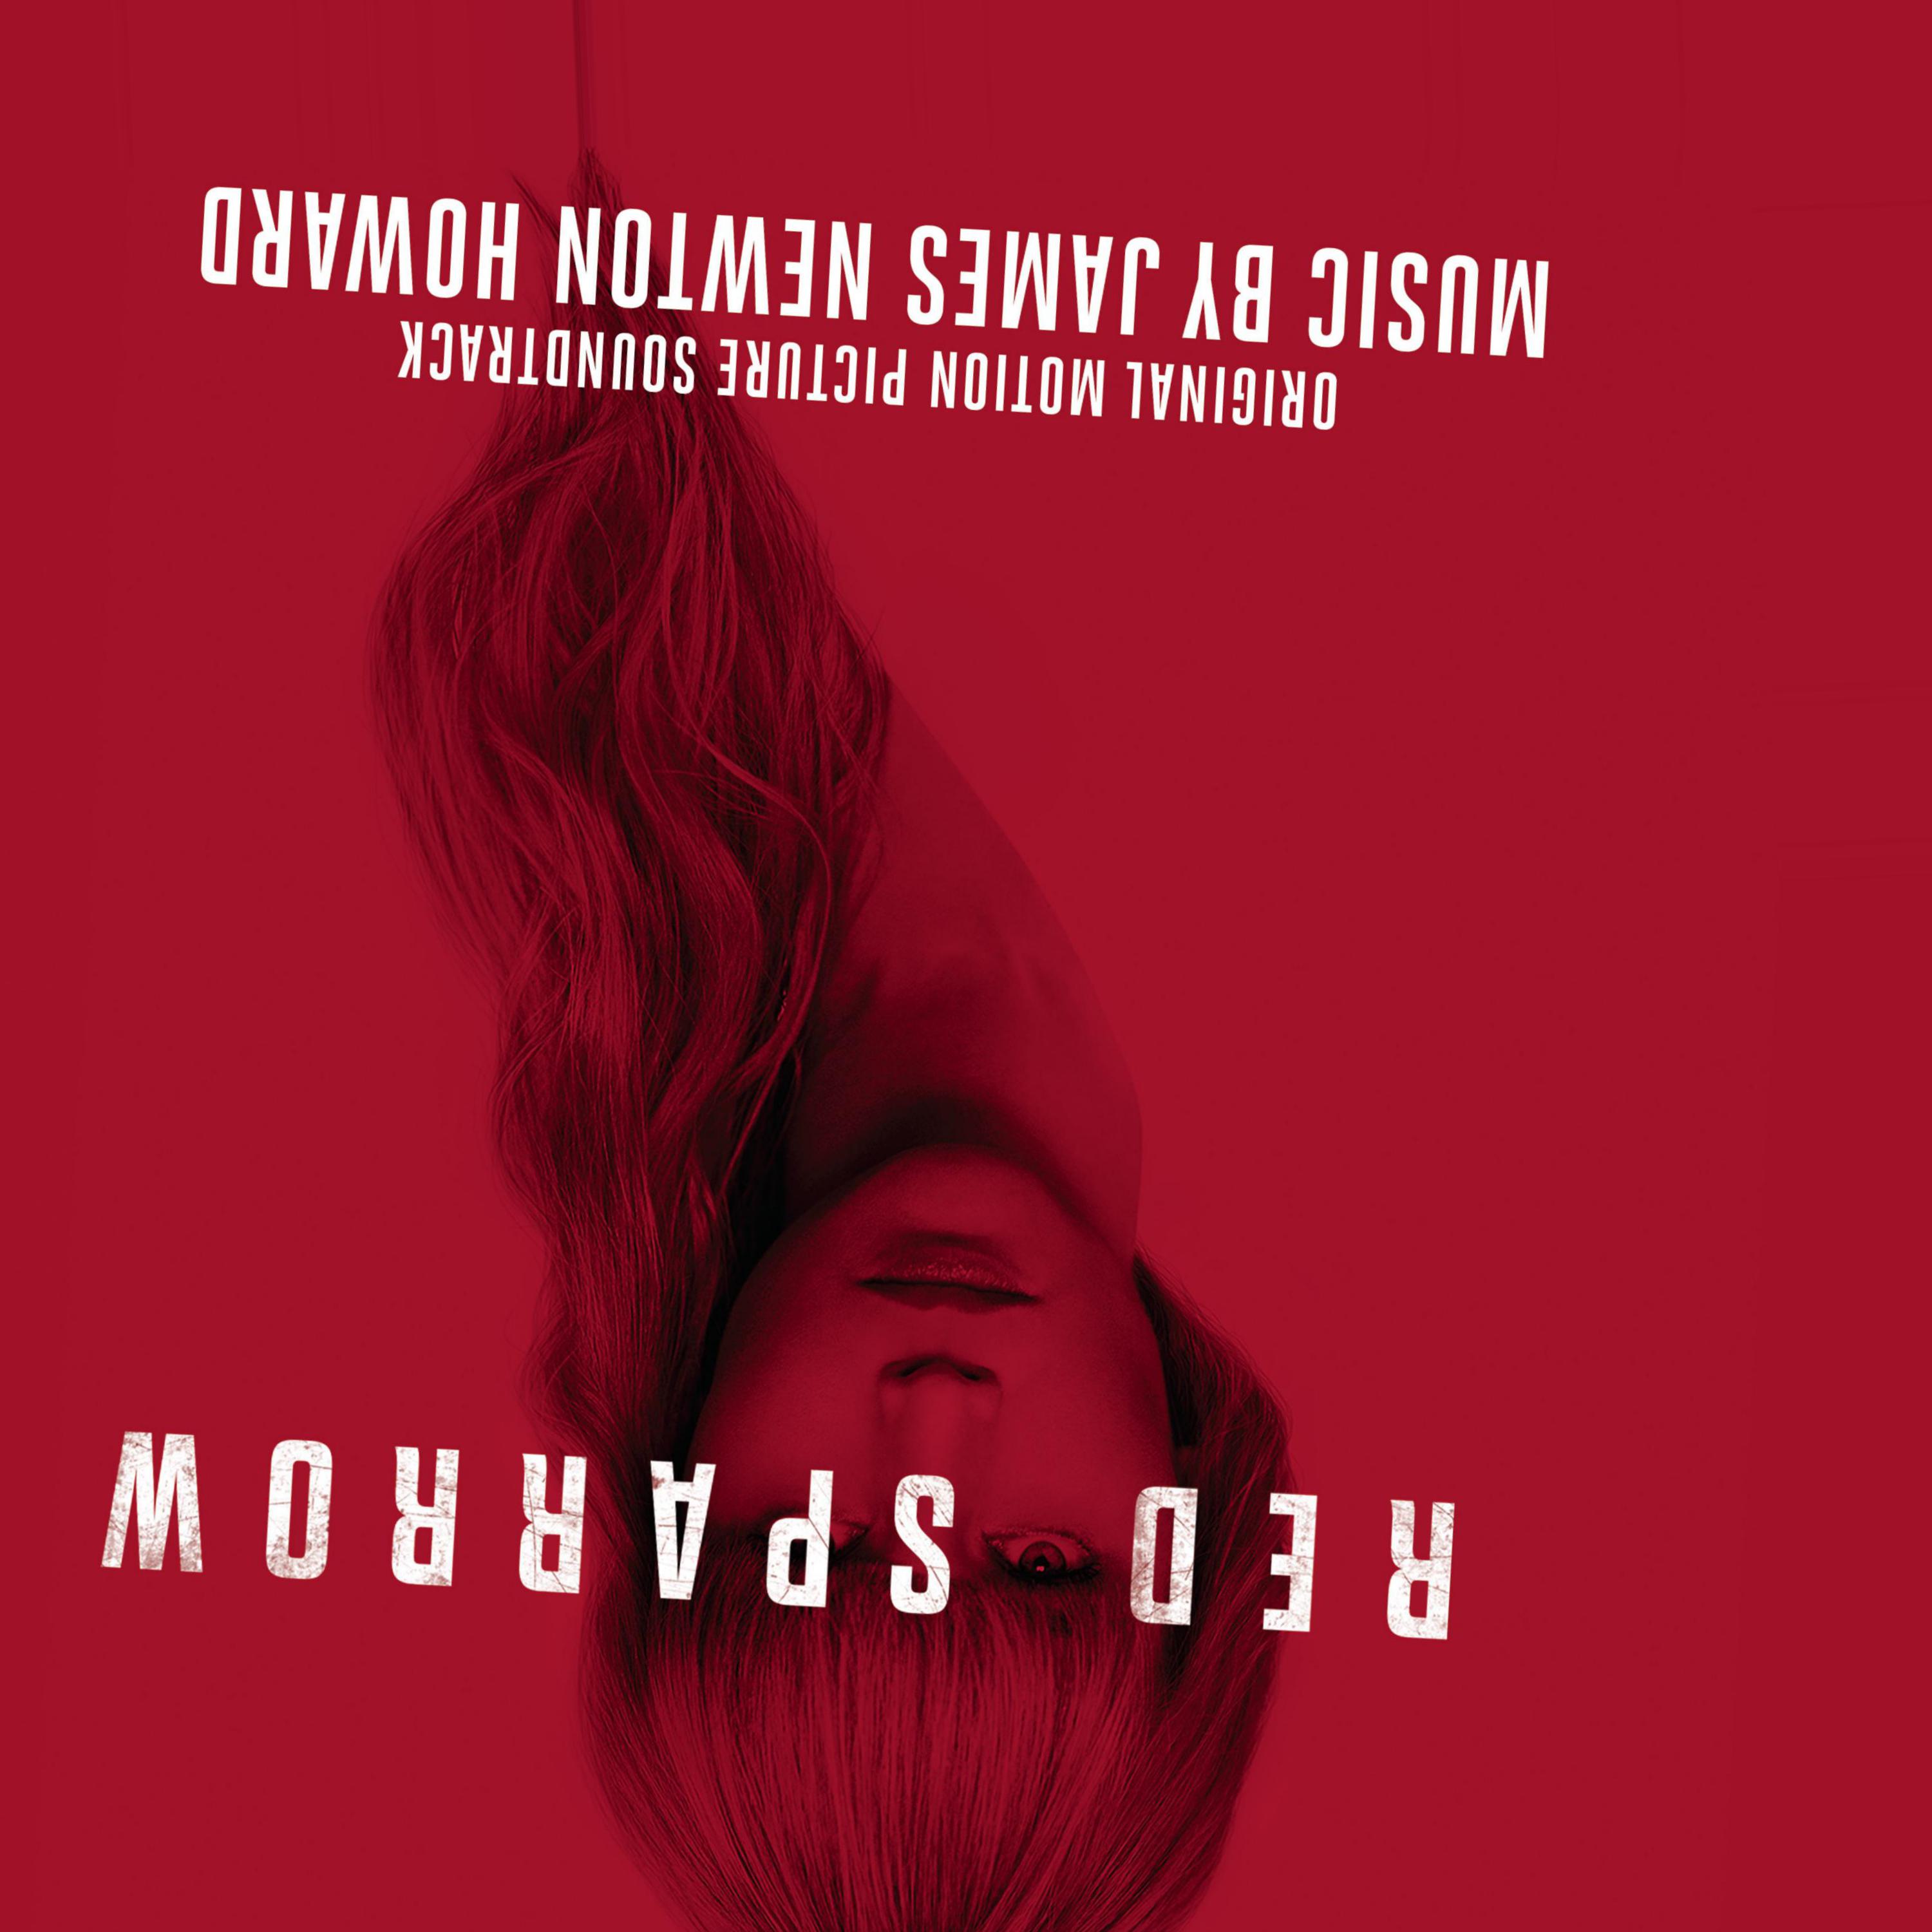 RED SPARROW
ORIGINAL MOTION PICTURE SOUNDTRACK
MUSIC BY JAMES NEWTON HOWARD